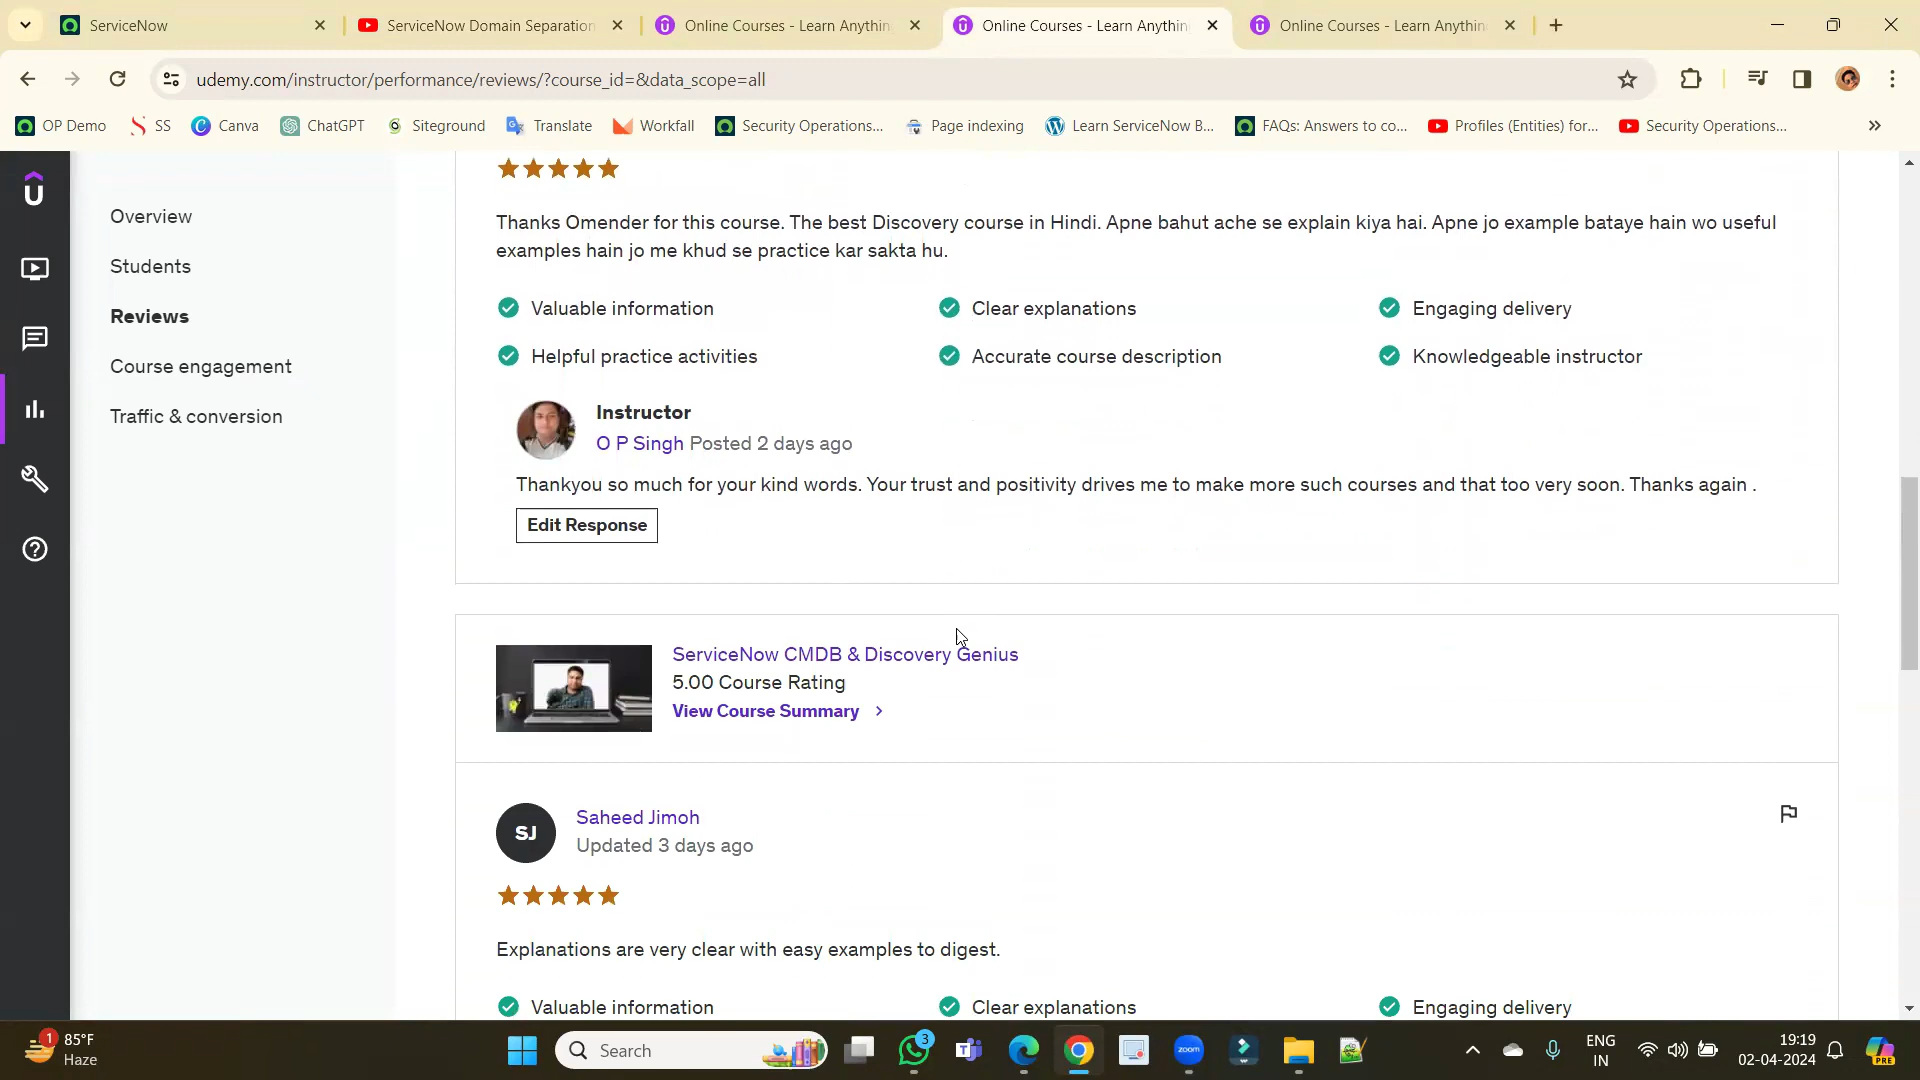 ServiceNow
ServiceNow Domain Separation
Online Courses - Learn Anythin
Online Courses - Learn Anythin
Online Courses - Learn Anythin
udemy.com/instructor/performance/reviews/?course_id=&data_scope=all
OP Demo
SS
Canva
ChatGPT
Siteground
Translate
Workfall
Security Operations...
Page indexing
Learn ServiceNow B...
FAQs: Answers to co...
Profiles (Entities) for...
Security Operations...
Overview
Students
Reviews
Course engagement
Traffic & conversion
Thanks Omender for this course. The best Discovery course in Hindi. Apne bahut ache se explain kiya hai. Apne jo example bataye hain wo useful
examples hain jo me khud se practice kar sakta hu.
Valuable information
Clear explanations
Engaging delivery
Helpful practice activities
Accurate course description
Knowledgeable instructor
Instructor
O P Singh Posted 2 days ago
Thankyou so much for your kind words. Your trust and positivity drives me to make more such courses and that too very soon. Thanks again .
Edit Response
ServiceNow CMDB & Discovery Genius
5.00 Course Rating
View Course Summary
SJ
Saheed Jimoh
Updated 3 days ago
Explanations are very clear with easy examples to digest.
Valuable information
Clear explanations
Engaging delivery
1
85°F
Haze
Search
3
zoom
ENG
IN
19:19
02-04-2024
PRE